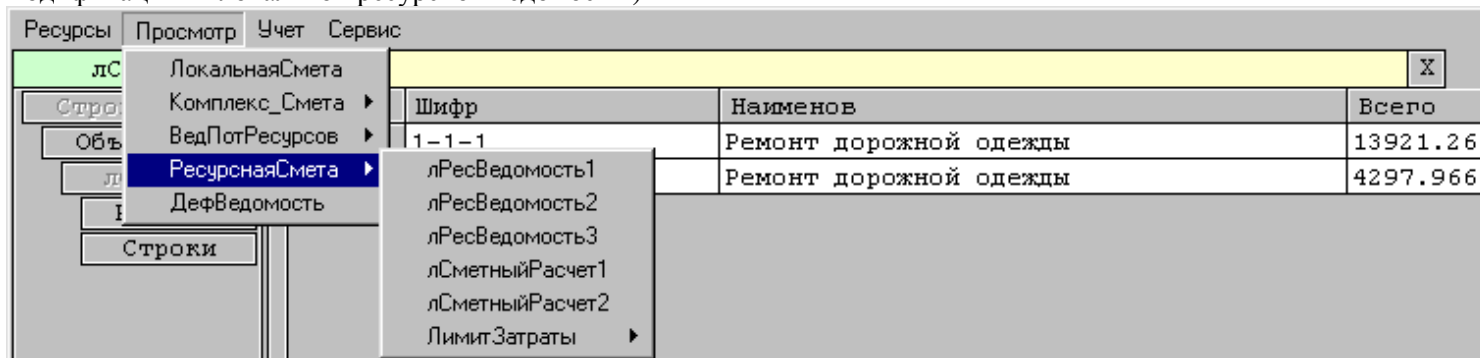 Ресурсы Просмотр Учет Сервис
лС X
ЛокальнаяСмета
Комплекс_Смета
ВедПотРесурсов
РесурснаяСмета
ДефВедомость
Шифр Наименов Всего
1-1-1 Ремонт дорожной одежды 13921.26
Ремонт дорожной одежды 4297.966
Объ
Строки
лРесВедомость1
лРесВедомость2
лРесВедомость3
лСметныйРасчет1
лСметныйРасчет2
ЛимитЗатраты